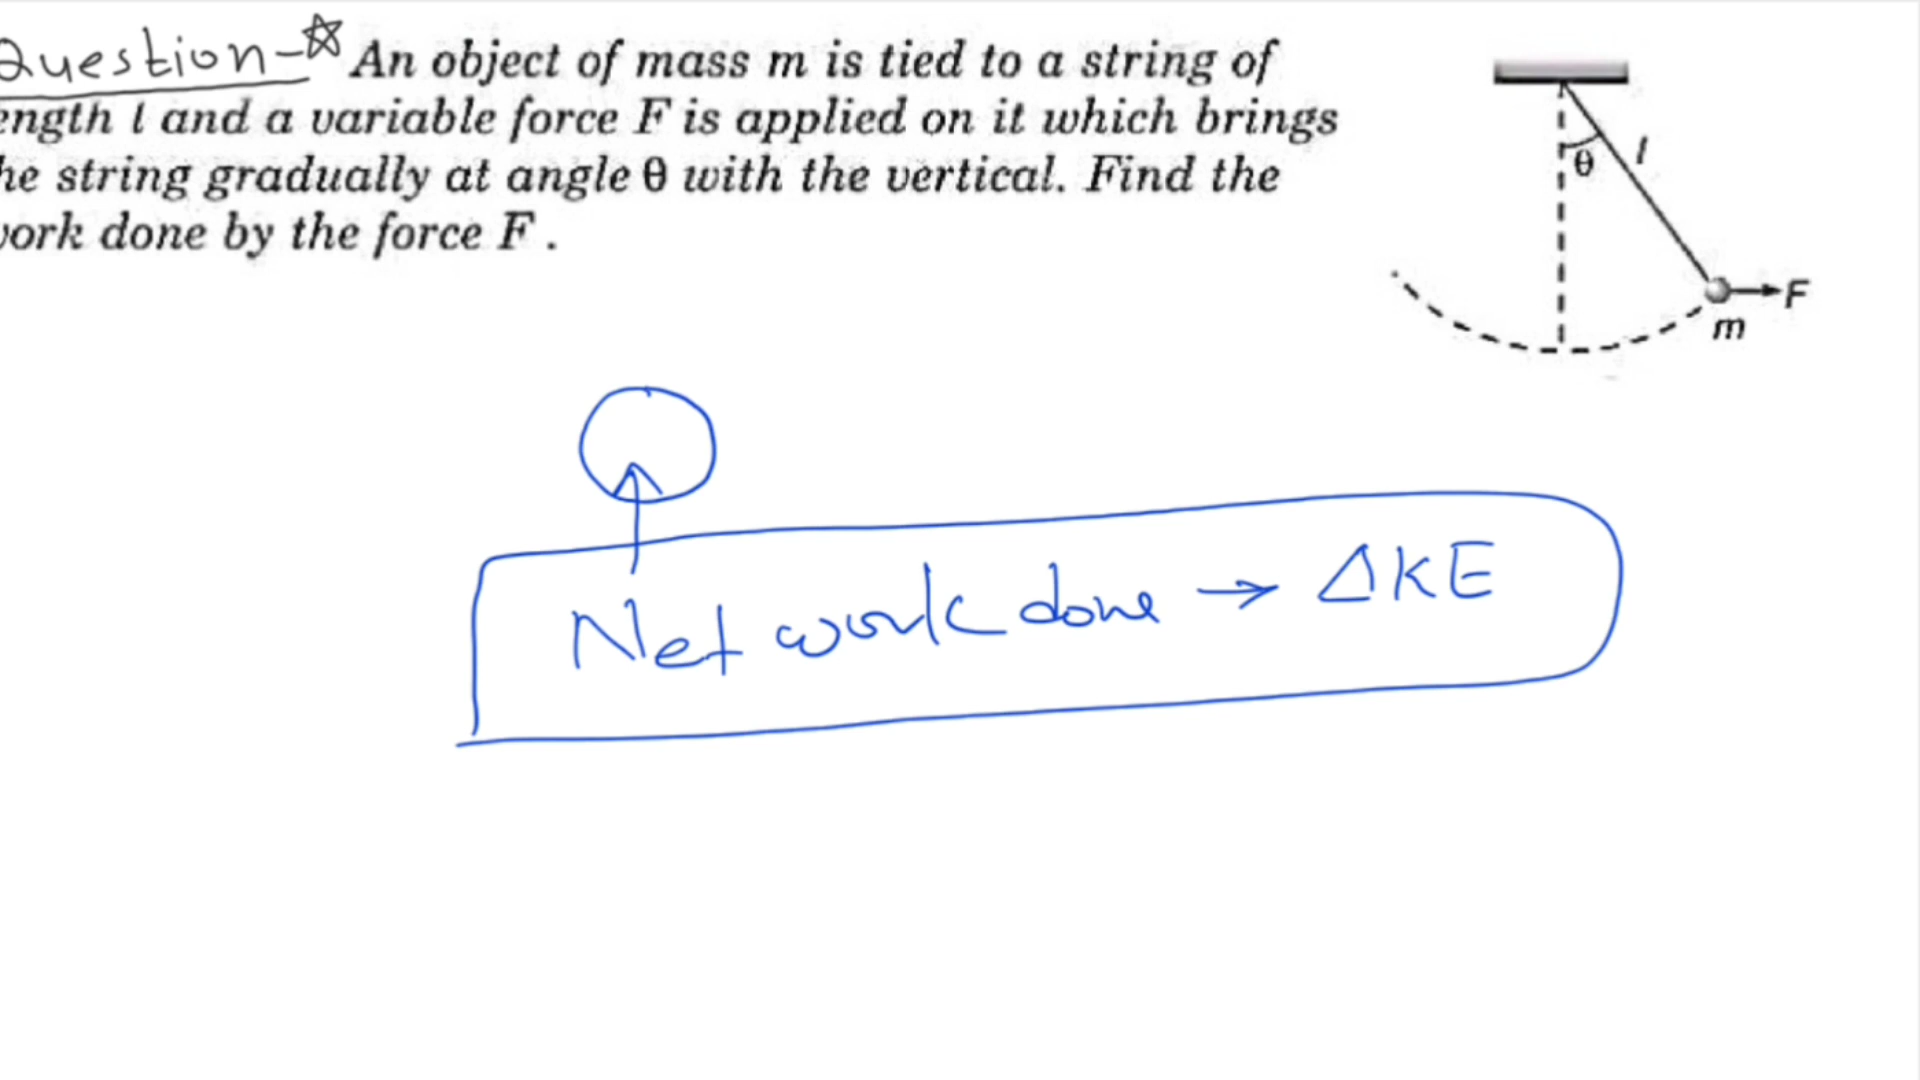 Question-☆ An object of mass m is tied to a string of
ength l and a variable force F is applied on it which brings
he string gradually at angle θ with the vertical. Find the
ork done by the force F .
θ
l
F
m
Net work done → ΔKE